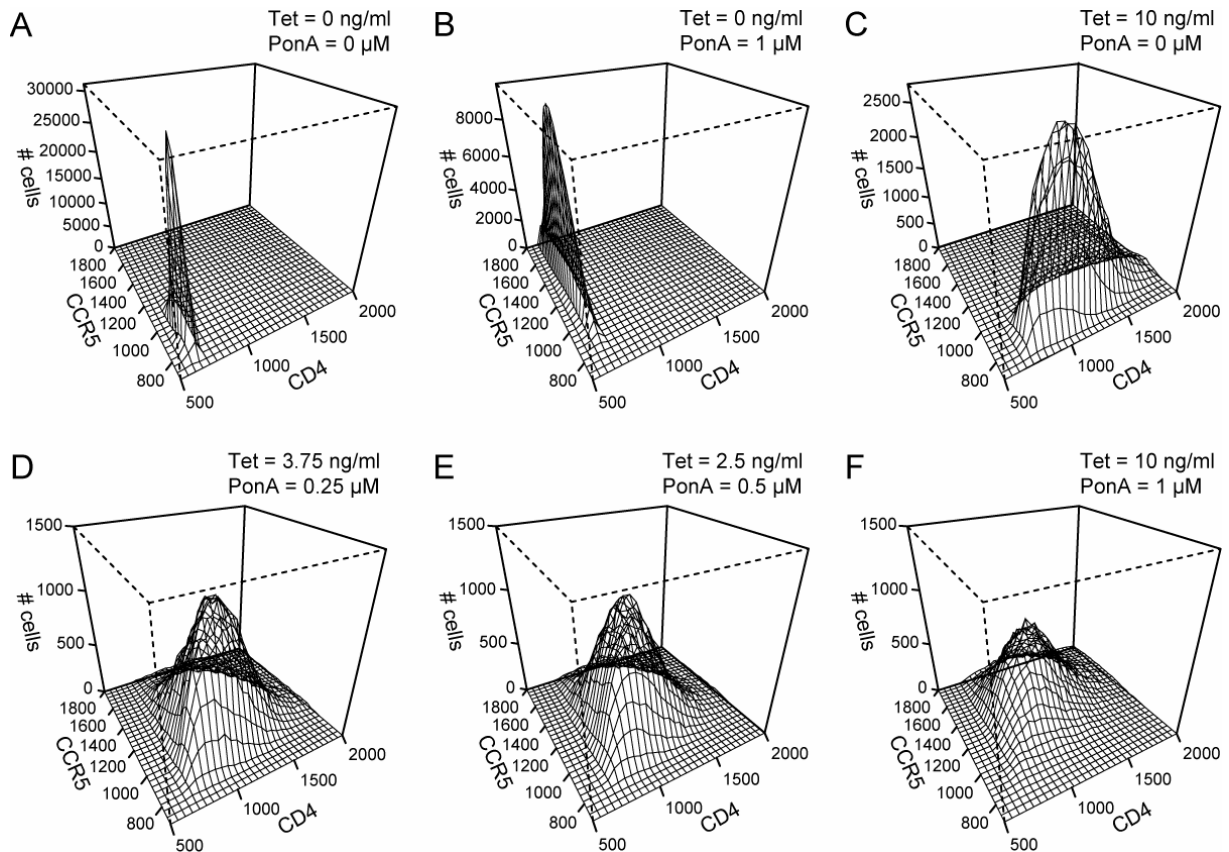 A
Tet = 0 ng/ml
PonA = 0 µM
30000
25000
20000
15000
10000
5000
0
# cells
1800
1600
1400
1200
1000
800
CCR5
500
1000
1500
2000
CD4
B
Tet = 0 ng/ml
PonA = 1 µM
8000
6000
4000
2000
0
# cells
1800
1600
1400
1200
1000
800
CCR5
500
1000
1500
2000
CD4
C
Tet = 10 ng/ml
PonA = 0 µM
2500
2000
1500
1000
500
0
# cells
1800
1600
1400
1200
1000
800
CCR5
500
1000
1500
2000
CD4
D
Tet = 3.75 ng/ml
PonA = 0.25 µM
1500
1000
500
0
# cells
1800
1600
1400
1200
1000
800
CCR5
500
1000
1500
2000
CD4
E
Tet = 2.5 ng/ml
PonA = 0.5 µM
1500
1000
500
0
# cells
1800
1600
1400
1200
1000
800
CCR5
500
1000
1500
2000
CD4
F
Tet = 10 ng/ml
PonA = 1 µM
1500
1000
500
0
# cells
1800
1600
1400
1200
1000
800
CCR5
500
1000
1500
2000
CD4